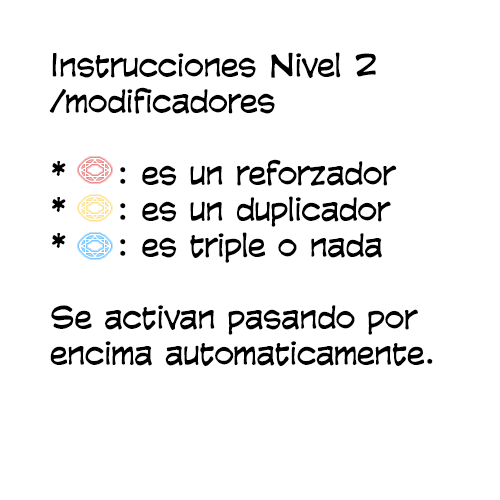 Instrucciones Nivel 2
/modificadores
* : es un reforzador
* : es un duplicador
* : es triple o nada
Se activan pasando por
encima automaticamente.